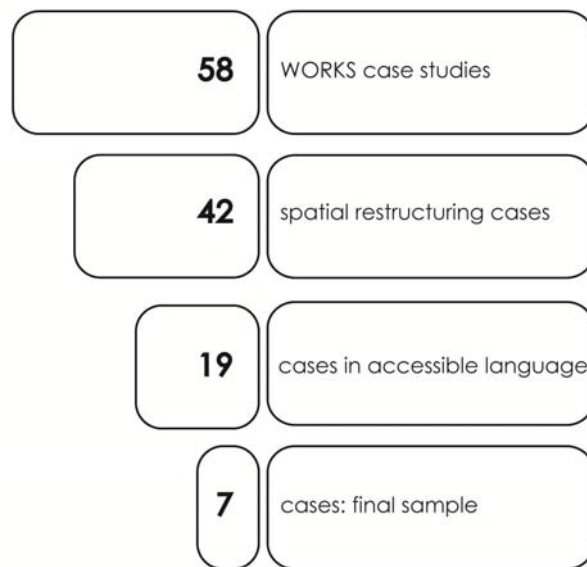 58 WORKS case studies
42 spatial restructuring cases
19 cases in accessible language
7 cases: final sample